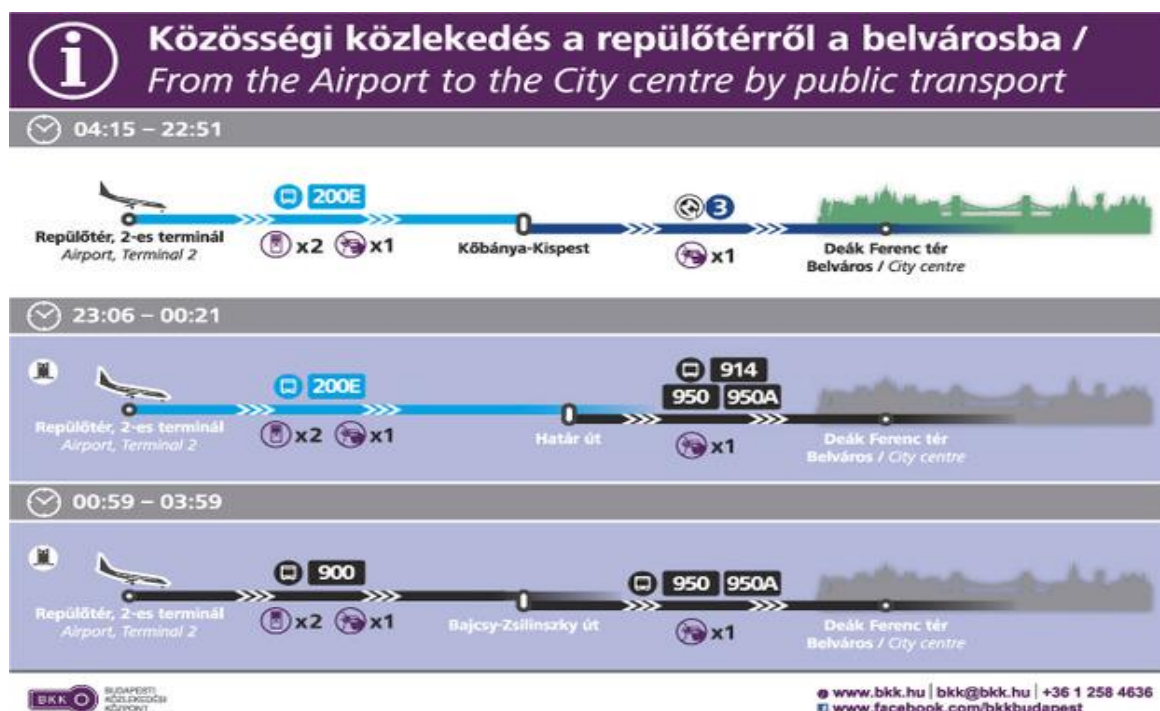 Közösségi közlekedés a repülőtérről a belvárosba /
From the Airport to the City centre by public transport
04:15 – 22:51
200E
3
Repülőtér, 2-es terminál
Airport, Terminal 2
x2 x1
Kőbánya-Kispest
x1
Deák Ferenc tér
Belváros / City centre
23:06 – 00:21
200E
914
950 950A
Repülőtér, 2-es terminál
Airport, Terminal 2
x2 x1
Határ út
x1
Deák Ferenc tér
Belváros / City centre
00:59 – 03:59
900
950 950A
Repülőtér, 2-es terminál
Airport, Terminal 2
x2 x1
Bajcsy-Zsilinszky út
x1
Deák Ferenc tér
Belváros / City centre
BKK
BUDAPESTI
KÖZLEKEDÉSI
KÖZPONT
www.bkk.hu | bkk@bkk.hu | +36 1 258 4636
www.facebook.com/bkkbudapest